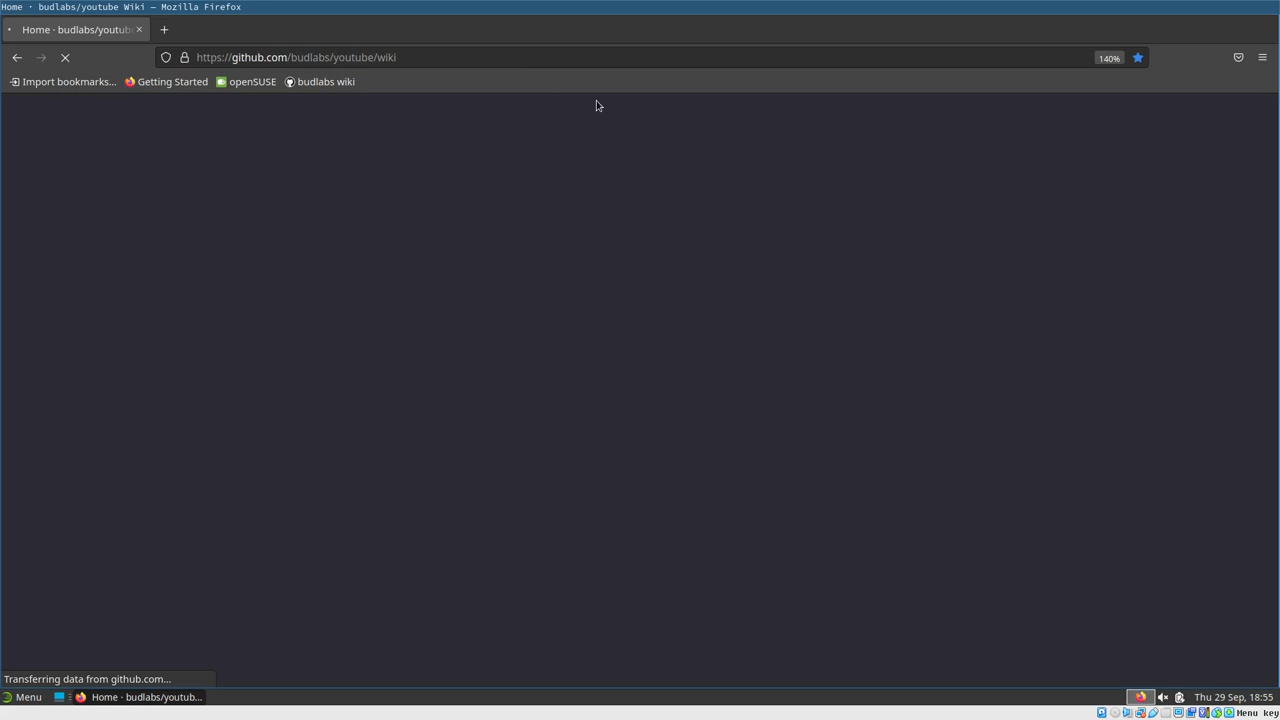 Home · budlabs/youtube Wiki — Mozilla Firefox
Home · budlabs/youtub
https://github.com/budlabs/youtube/wiki
140%
Import bookmarks...
Getting Started
openSUSE
budlabs wiki
Transferring data from github.com...
Menu
Home · budlabs/youtub...
Thu 29 Sep, 18:55
Menu key